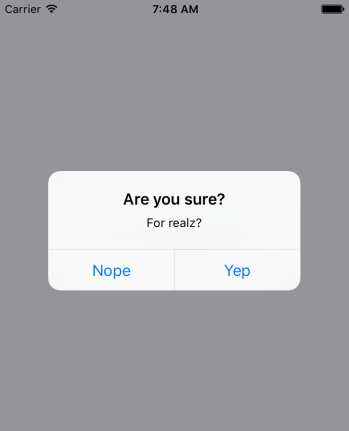 Carrier 7:48 AM
Are you sure?
For realz?
Nope Yep